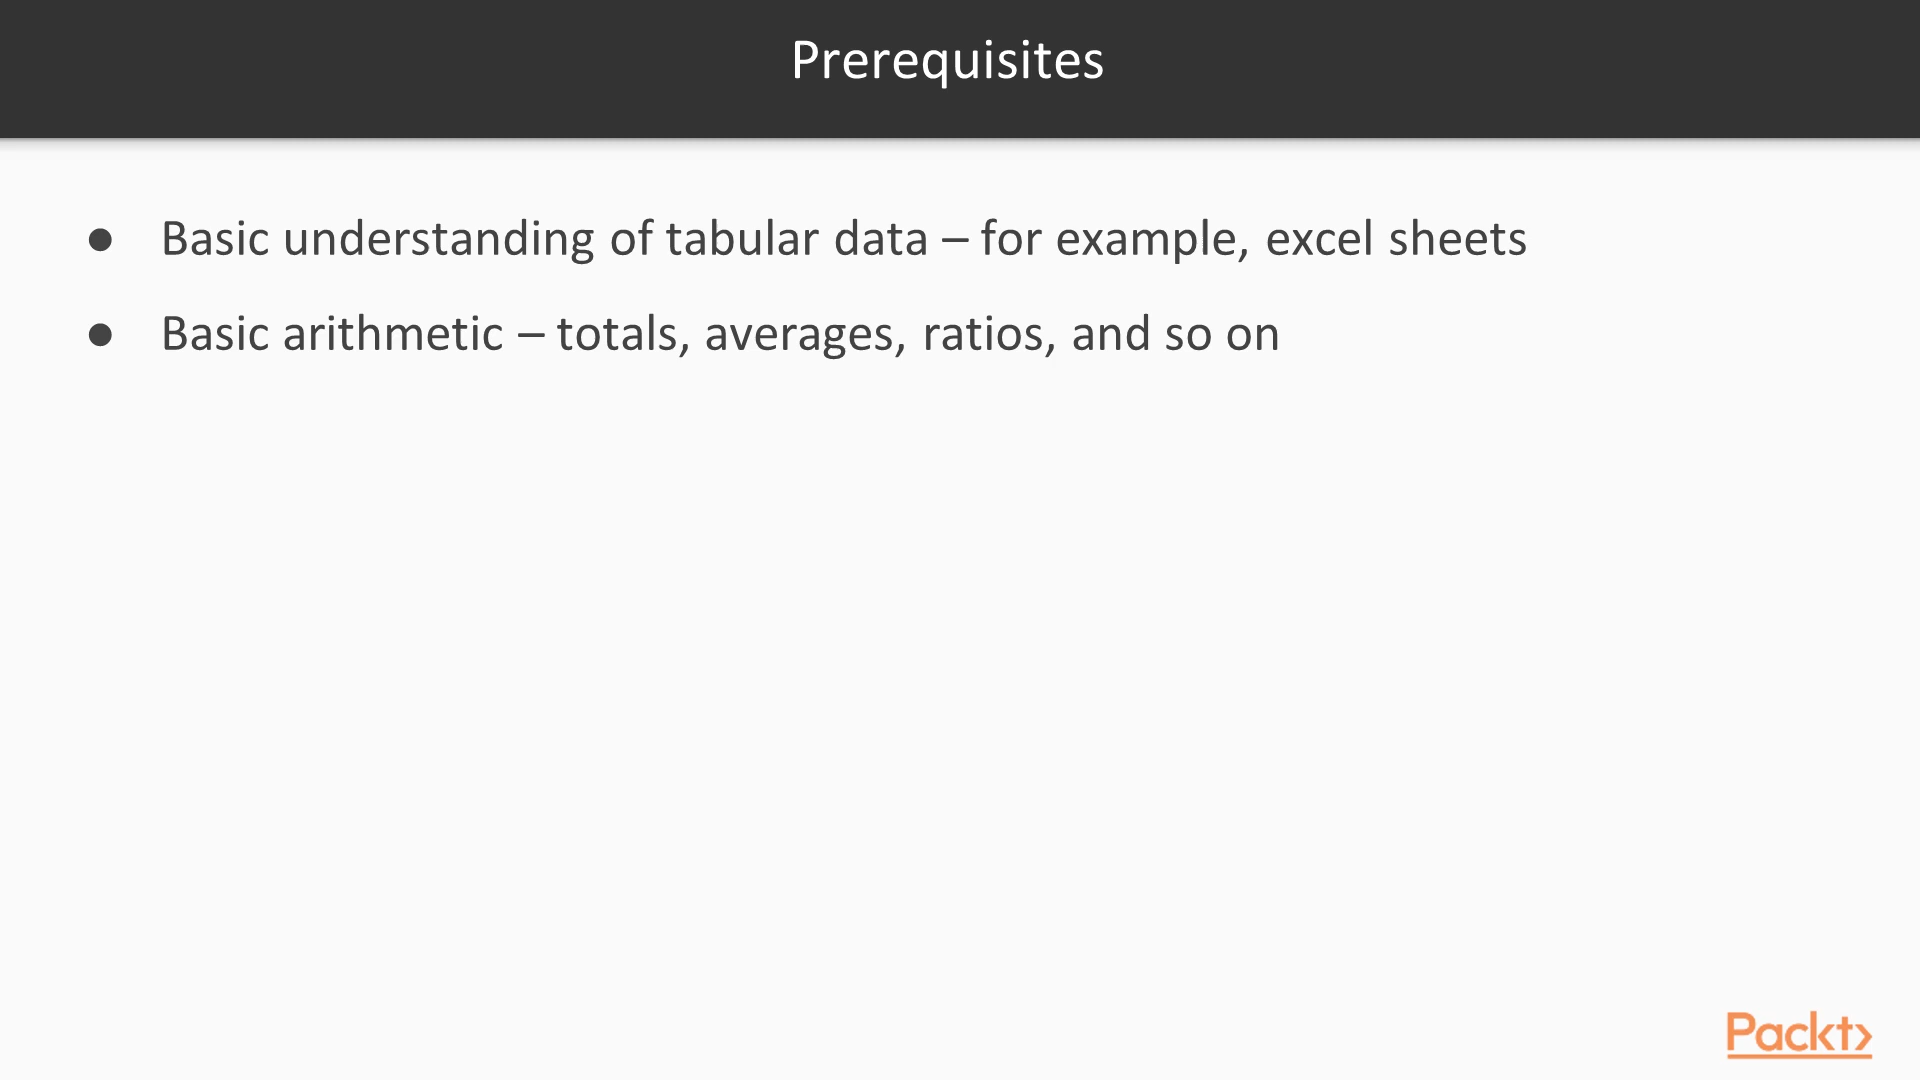 Prerequisites
● Basic understanding of tabular data – for example, excel sheets
● Basic arithmetic – totals, averages, ratios, and so on
Packt>